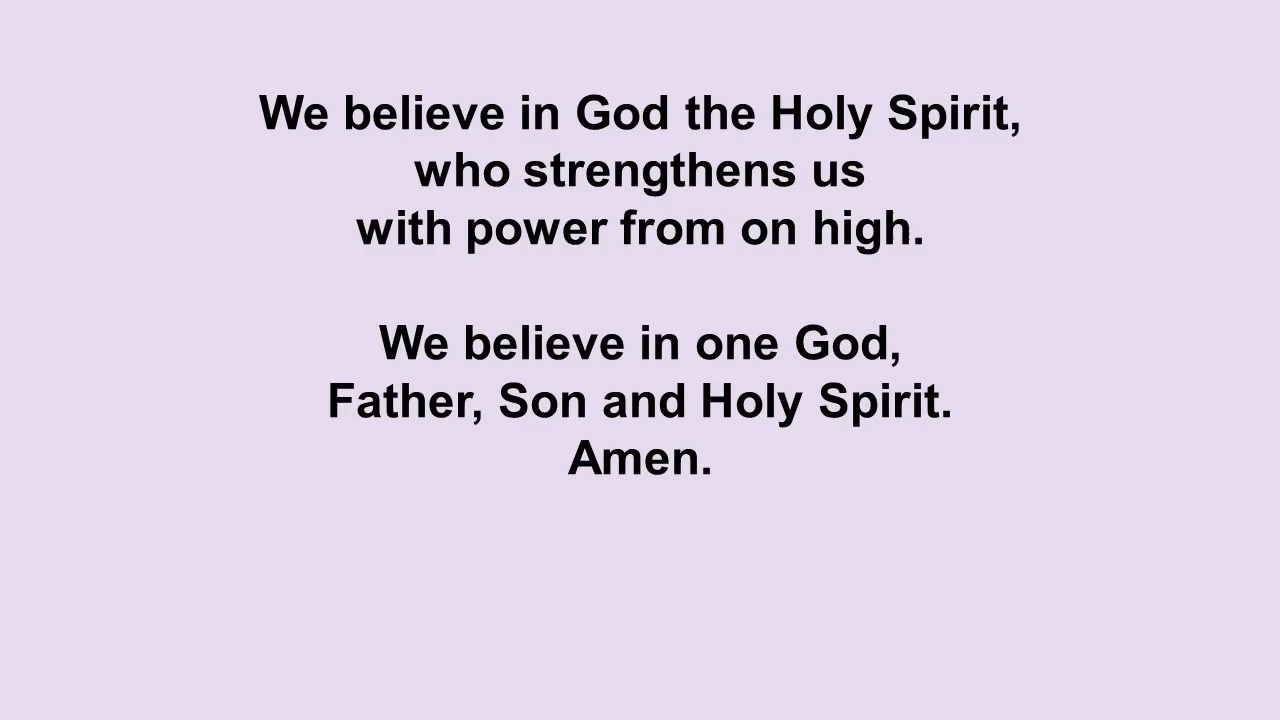 We believe in God the Holy Spirit,
who strengthens us
with power from on high.
We believe in one God,
Father, Son and Holy Spirit.
Amen.